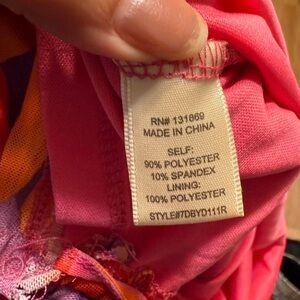 RN# 131869
MADE IN CHINA
SELF:
90% POLYESTER
10% SPANDEX
LINING:
100% POLYESTER
STYLE#7DBYD111R